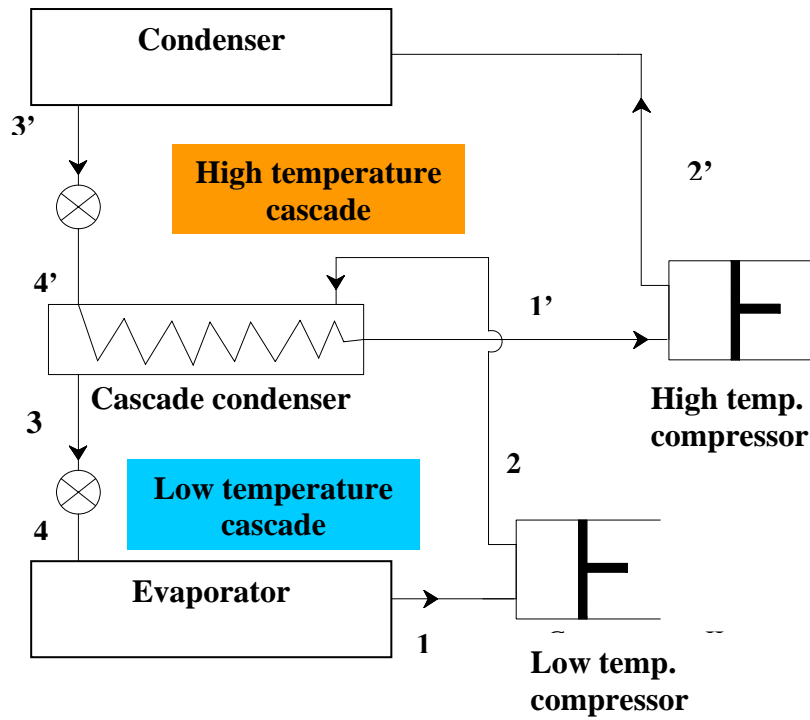 Condenser
3’
High temperature
cascade
2’
4’
1’
Cascade condenser
High temp.
compressor
3
Low temperature
cascade
2
4
Evaporator
1
Low temp.
compressor